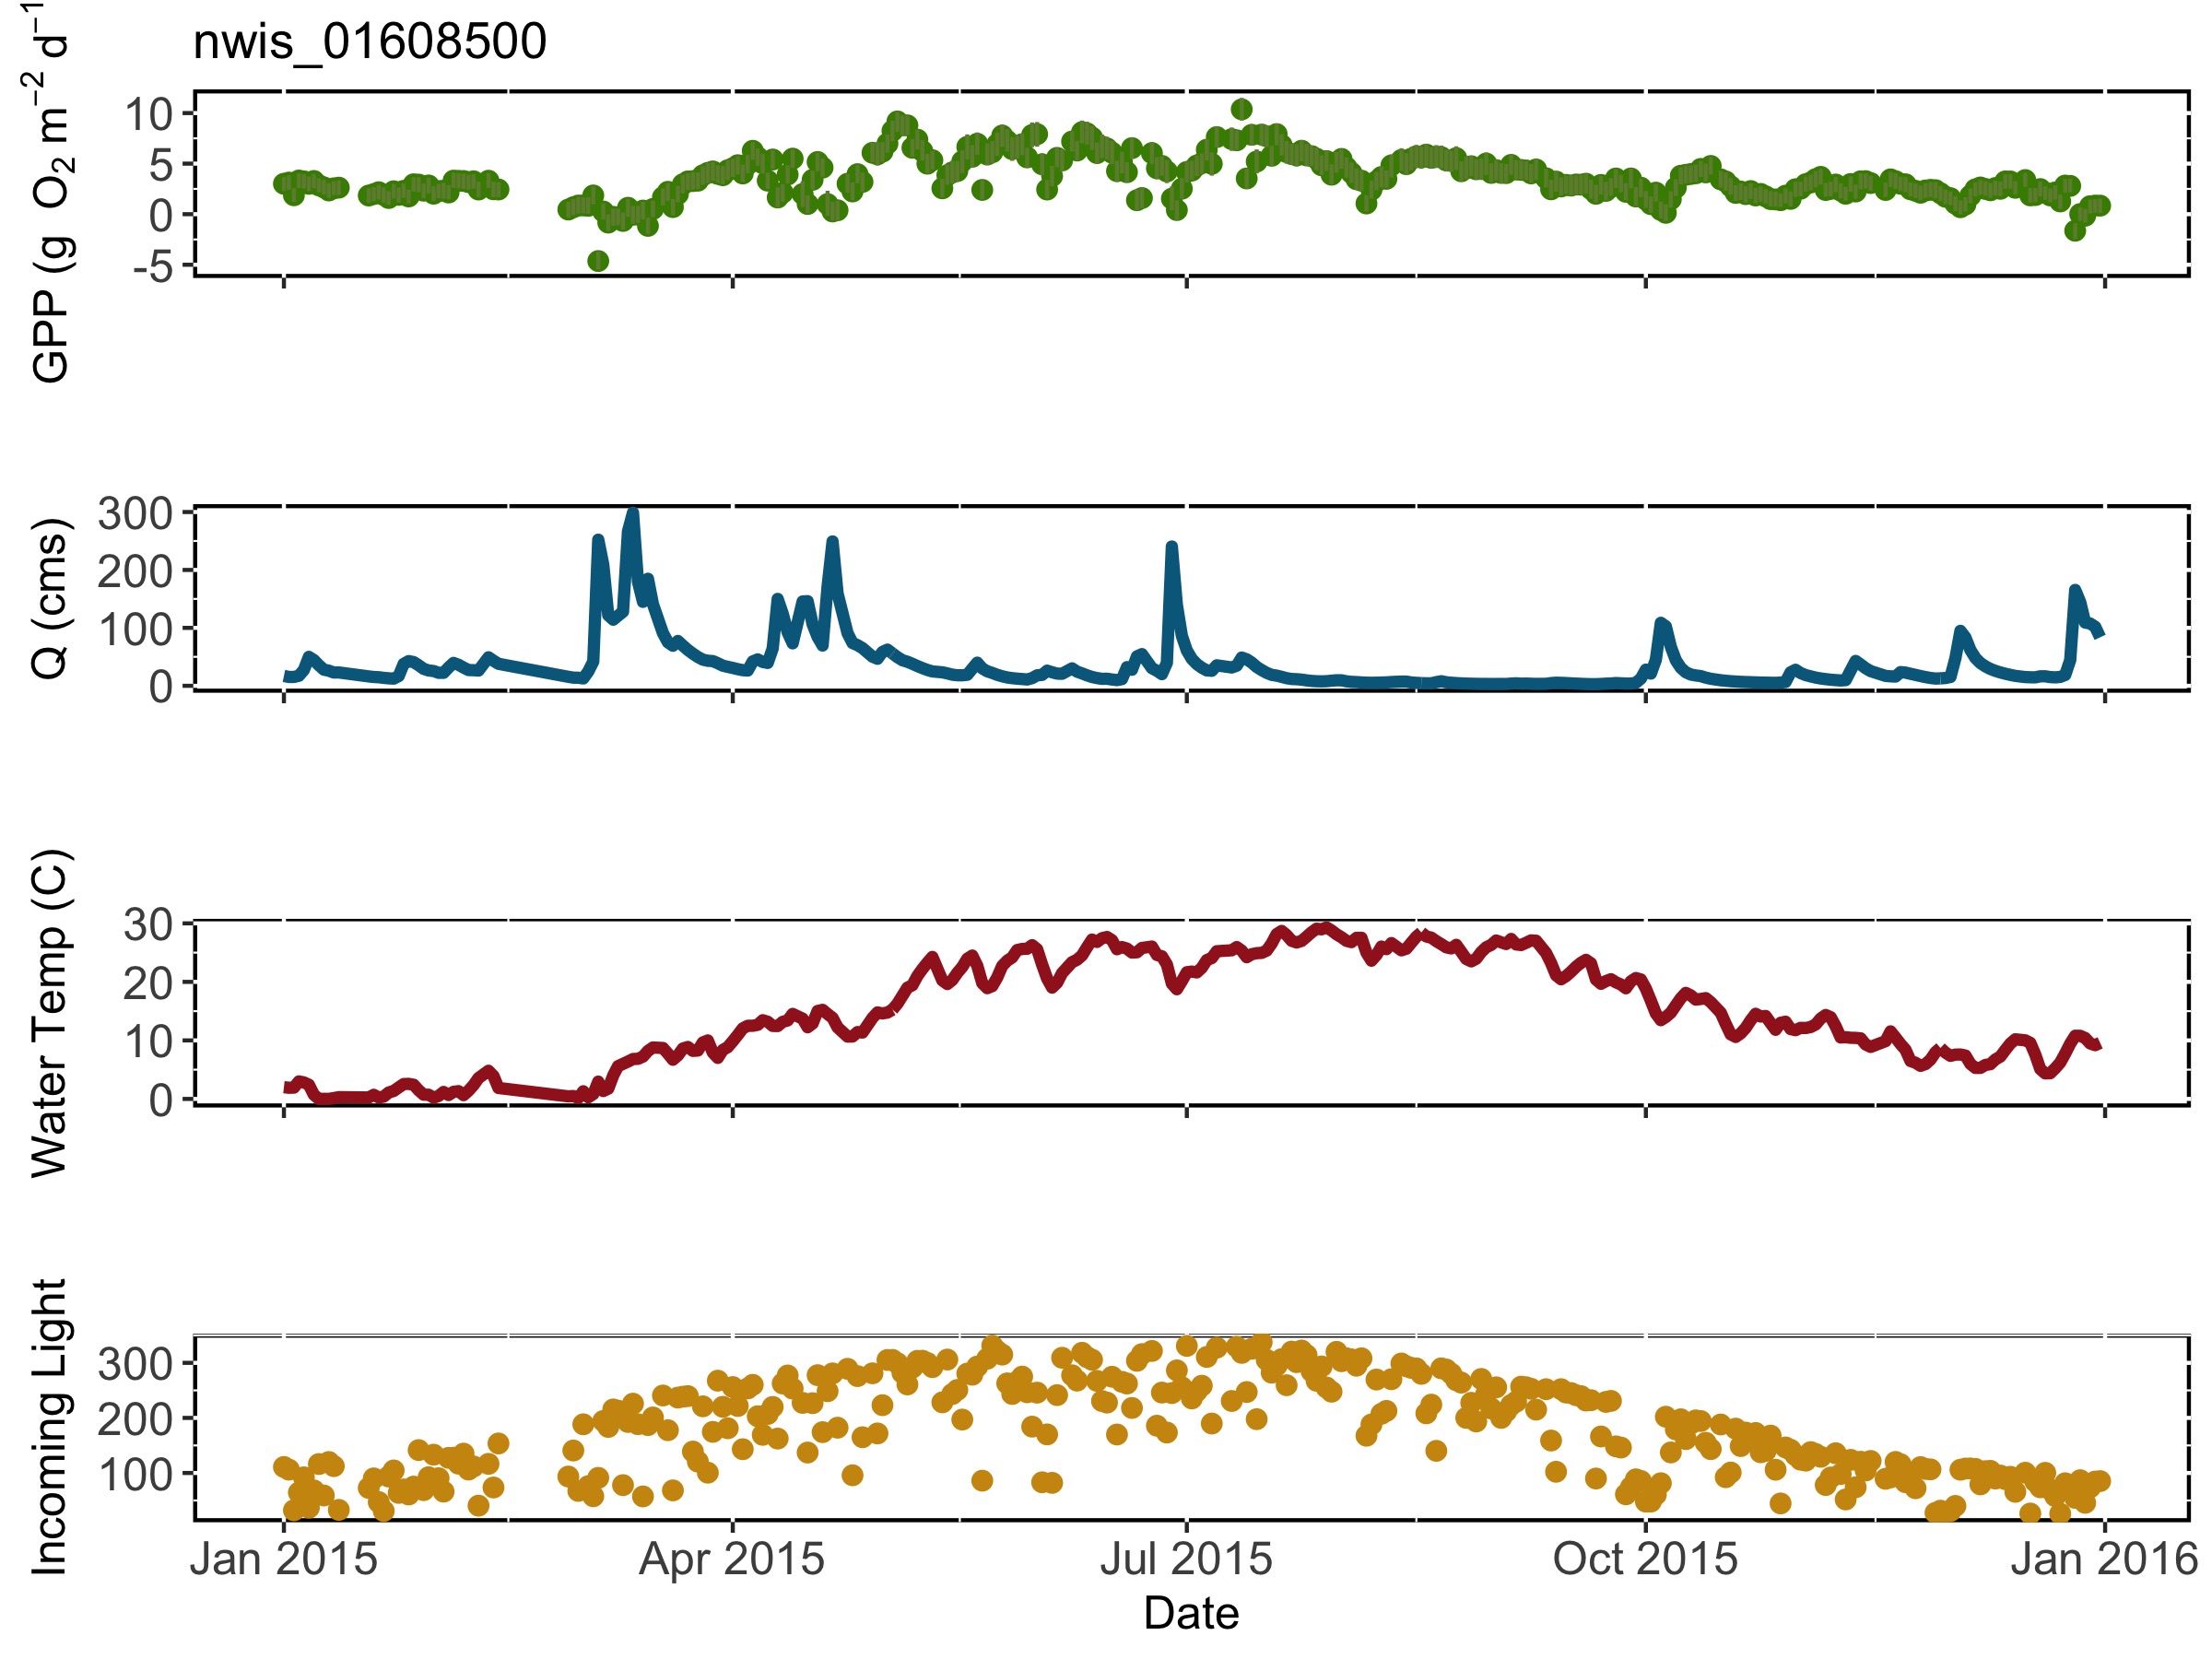 nwis_01608500
GPP (g O₂ m⁻² d⁻¹
10
5
0
-5
Q (cms)
300
200
100
0
Water Temp (C)
30
20
10
0
Incoming Light
300
200
100
Jan 2015 Apr 2015 Jul 2015 Oct 2015 Jan 2016
Date